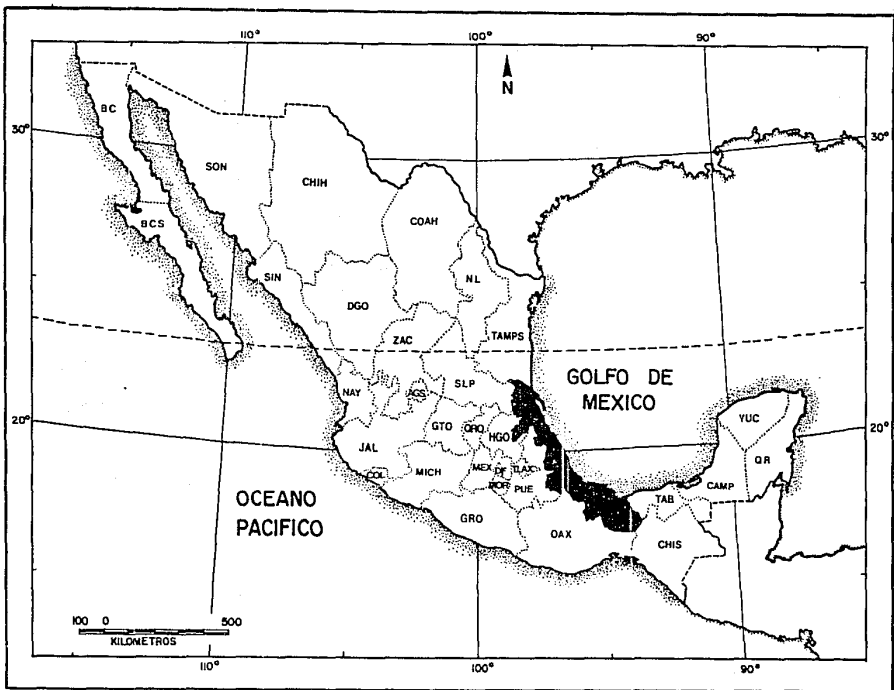 110°
100°
90°
N
30°
30°
BC
SON
CHIH
COAH
BCS
SIN
NL
DGO
ZAC
TAMPS
GOLFO DE
MEXICO
NAY
AGS
SLP
20°
20°
GTO
QRO
HGO
YUC
QR
JAL
COL
MICH
MEX
DF
TLAX
MOR
PUE
CAMP
TAB
OCEANO
PACIFICO
GRO
OAX
CHIS
100 0 500
KILOMETROS
110°
100°
90°